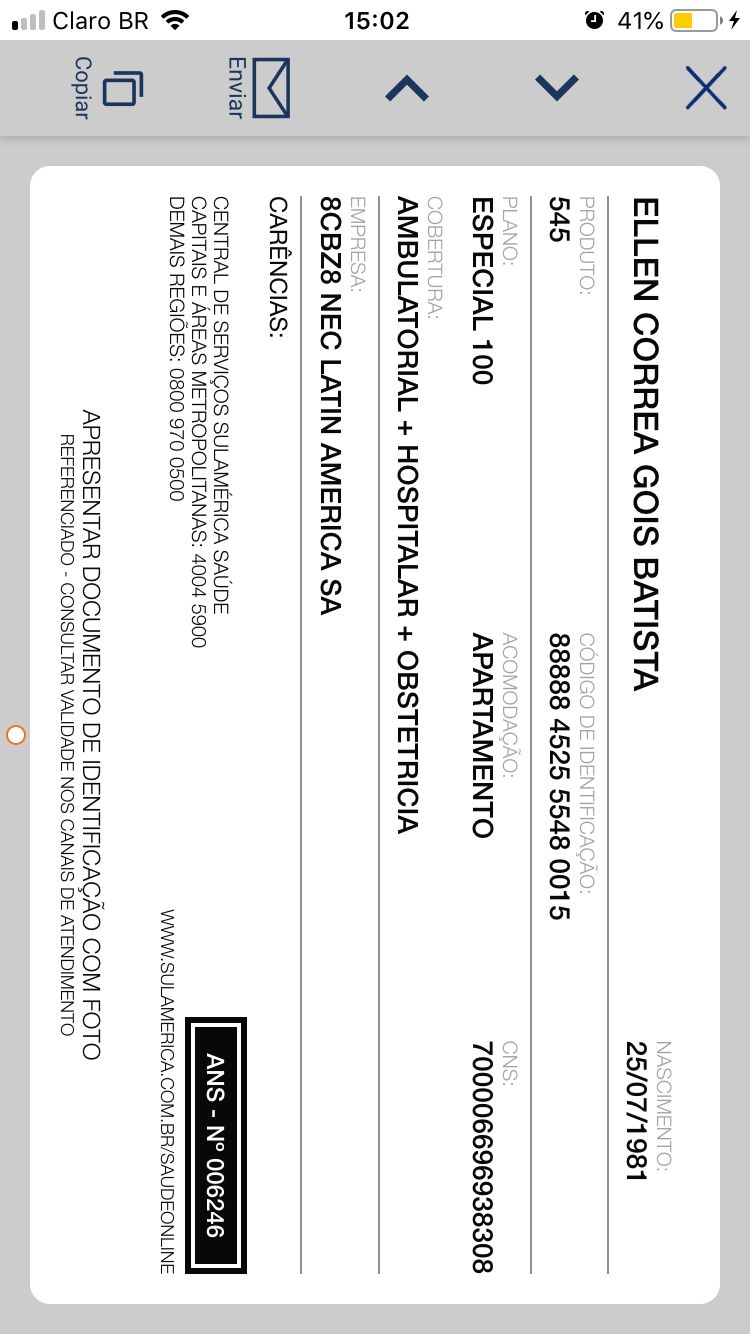 Claro BR
15:02
41%
Copiar
Enviar
ELLEN CORREA GOIS BATISTA
NASCIMENTO:
25/07/1981
PRODUTO:
545
CÓDIGO DE IDENTIFICAÇÃO:
88888 4525 5548 0015
PLANO:
ESPECIAL 100
ACOMODAÇÃO:
APARTAMENTO
CNS:
700006696938308
COBERTURA:
AMBULATORIAL + HOSPITALAR + OBSTETRICIA
EMPRESA:
8CBZ8 NEC LATIN AMERICA SA
CARÊNCIAS:
CENTRAL DE SERVIÇOS SULAMÉRICA SAÚDE
CAPITAIS E ÁREAS METROPOLITANAS: 4004 5900
DEMAIS REGIÕES: 0800 970 0500
ANS - Nº 006246
WWW.SULAMERICA.COM.BR/SAUDEONLINE
APRESENTAR DOCUMENTO DE IDENTIFICAÇÃO COM FOTO
REFERENCIADO - CONSULTAR VALIDADE NOS CANAIS DE ATENDIMENTO